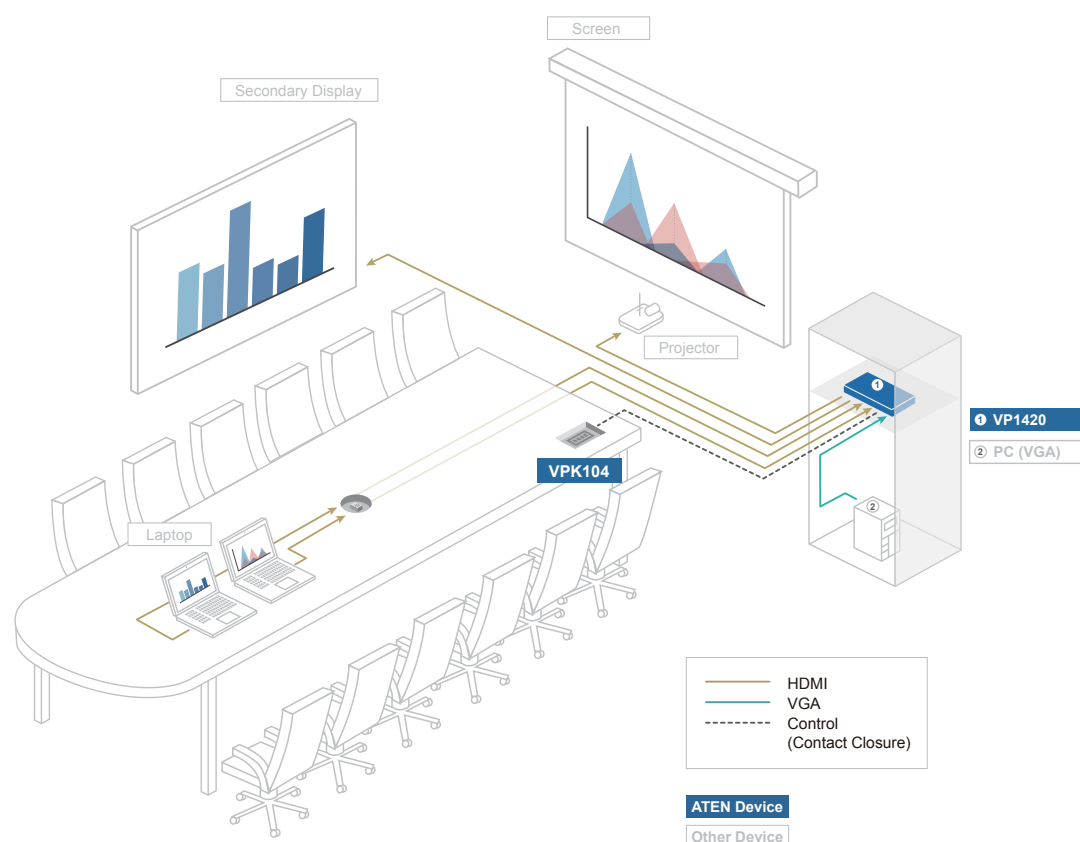 Screen
Secondary Display
Projector
1
1 VP1420
2 PC (VGA)
VPK104
2
Laptop
HDMI
VGA
Control
(Contact Closure)
ATEN Device
Other Device